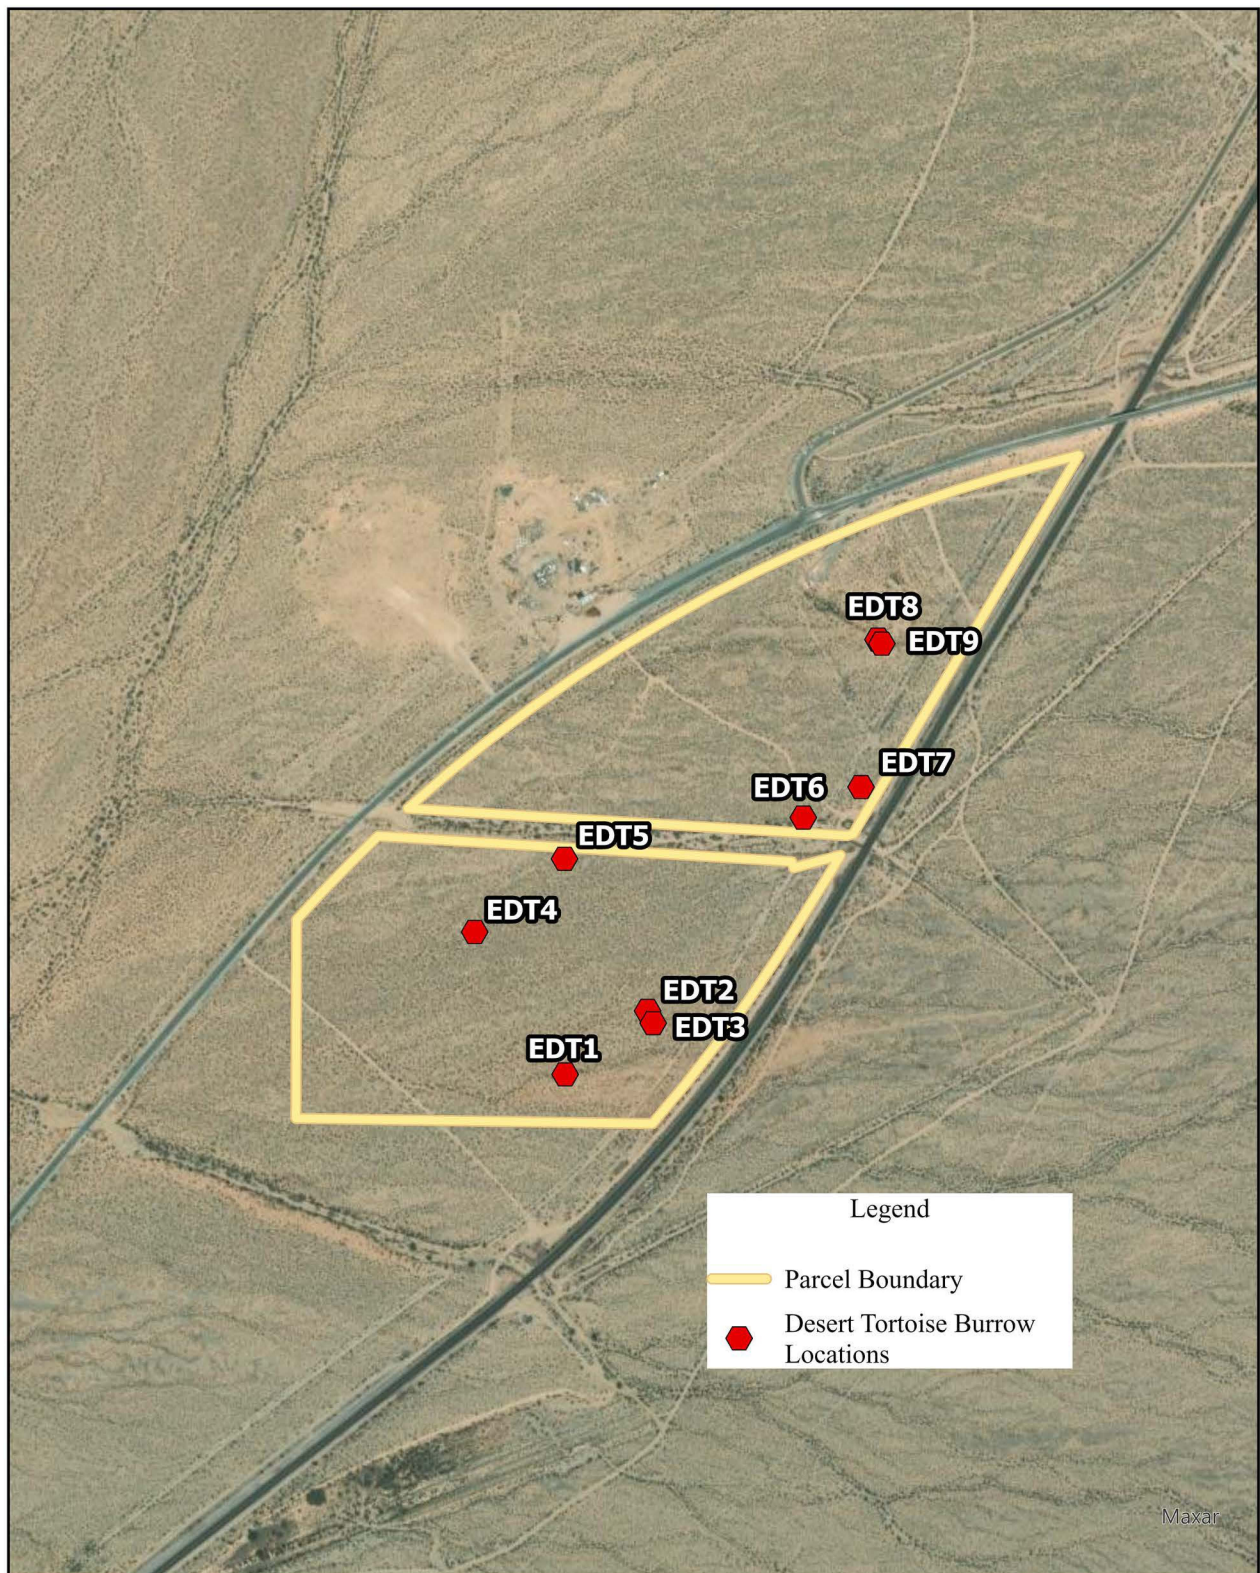 EDT8
EDT9
EDT7
EDT6
EDT5
EDT4
EDT2
EDT3
EDT1
Legend
Parcel Boundary
Desert Tortoise Burrow
Locations
Maxar